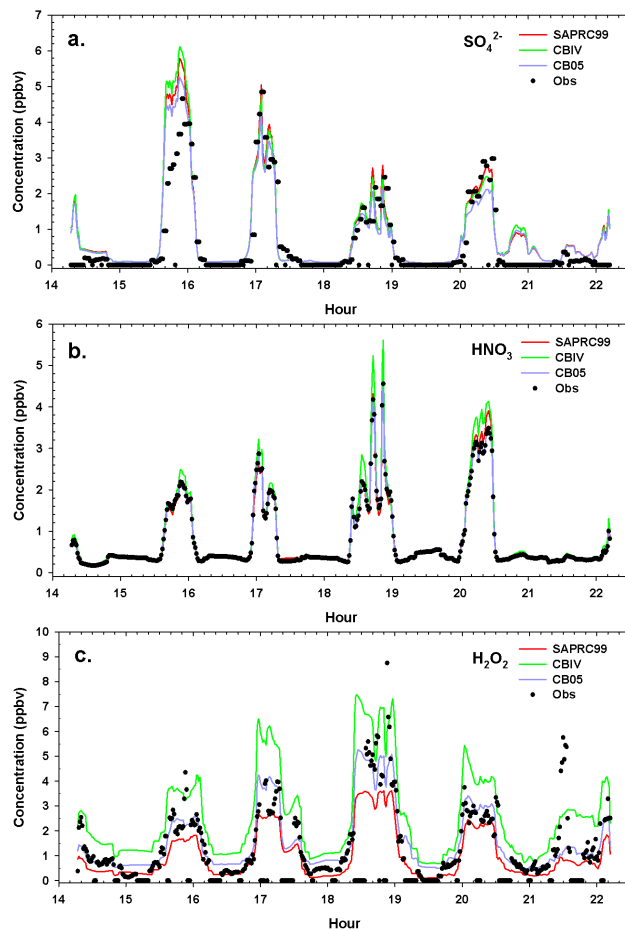 a.
SO₄²⁻
SAPRC99
CBIV
CB05
Obs
Concentration (ppbv)
7
6
5
4
3
2
1
0
14 15 16 17 18 19 20 21 22
Hour
b.
HNO₃
SAPRC99
CBIV
CB05
Obs
Concentration (ppbv)
6
5
4
3
2
1
0
14 15 16 17 18 19 20 21 22
Hour
c.
H₂O₂
SAPRC99
CBIV
CB05
Obs
Concentration (ppbv)
10
9
8
7
6
5
4
3
2
1
0
14 15 16 17 18 19 20 21 22
Hour